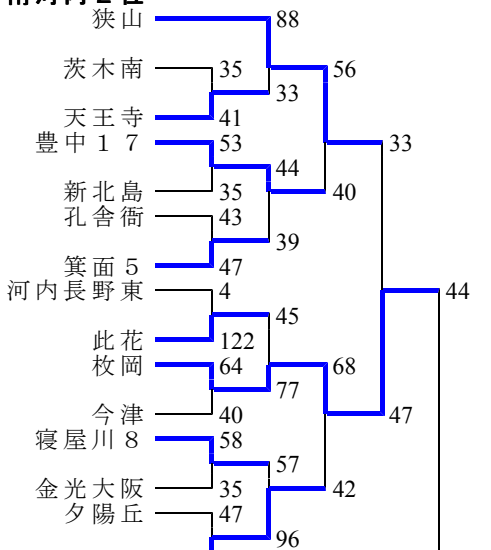 狭山 88
茨木南 35 56
33
天王寺 41
豊中１７ 53 33
44
新北島 35 40
孔舎衙 43
39
箕面５ 47
河内長野東 4 44
45
此花 122
枚岡 64 68
77
今津 40 47
寝屋川８ 58
57
金光大阪 35 42
夕陽丘 47
96